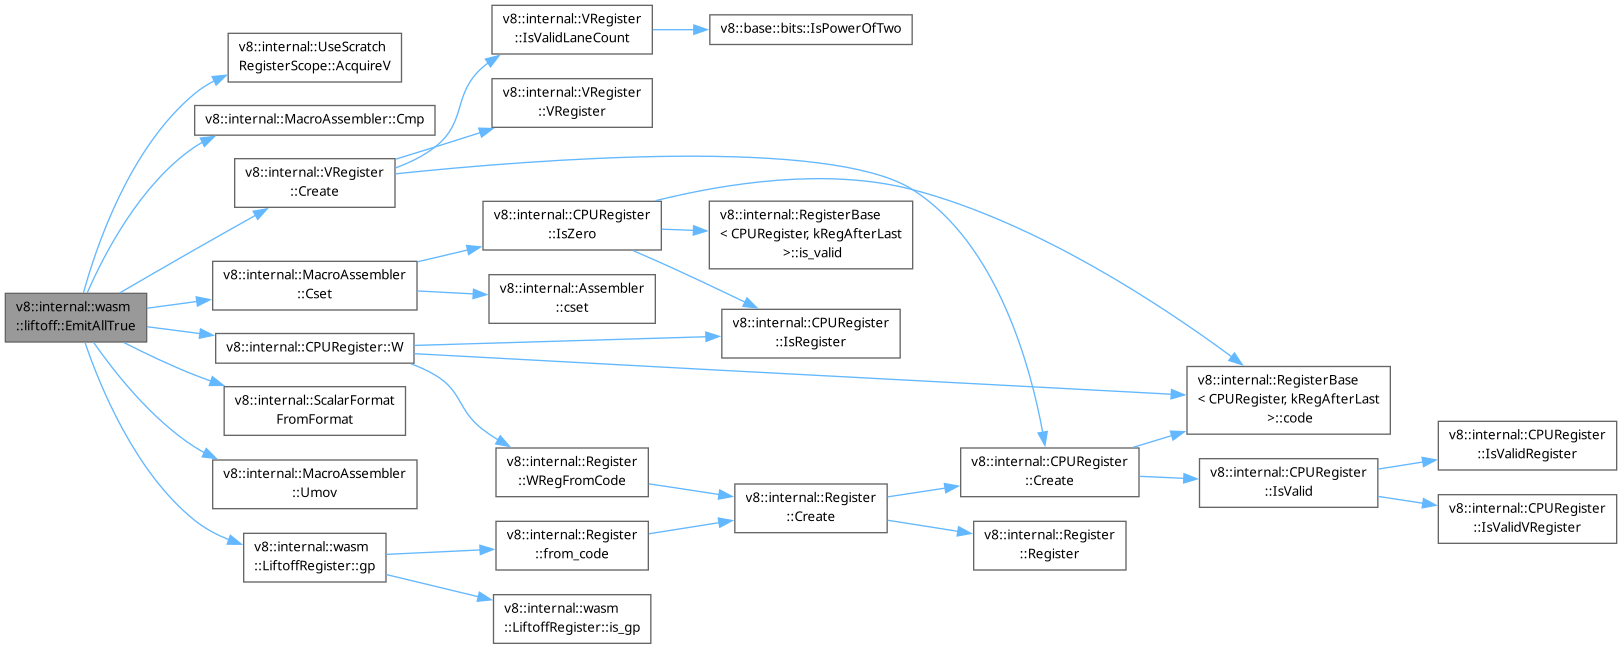 v8::internal::wasm
::liftoff::EmitAllTrue
v8::internal::UseScratch
RegisterScope::AcquireV
v8::internal::MacroAssembler::Cmp
v8::internal::VRegister
::Create
v8::internal::MacroAssembler
::Cset
v8::internal::CPURegister::W
v8::internal::ScalarFormat
FromFormat
v8::internal::MacroAssembler
::Umov
v8::internal::wasm
::LiftoffRegister::gp
v8::internal::VRegister
::IsValidLaneCount
v8::internal::VRegister
::VRegister
v8::internal::CPURegister
::IsZero
v8::internal::Assembler
::cset
v8::internal::Register
::WRegFromCode
v8::internal::Register
::from_code
v8::internal::wasm
::LiftoffRegister::is_gp
v8::base::bits::IsPowerOfTwo
v8::internal::RegisterBase
< CPURegister, kRegAfterLast
>::is_valid
v8::internal::CPURegister
::IsRegister
v8::internal::Register
::Create
v8::internal::CPURegister
::Create
v8::internal::Register
::Register
v8::internal::RegisterBase
< CPURegister, kRegAfterLast
>::code
v8::internal::CPURegister
::IsValid
v8::internal::CPURegister
::IsValidRegister
v8::internal::CPURegister
::IsValidVRegister